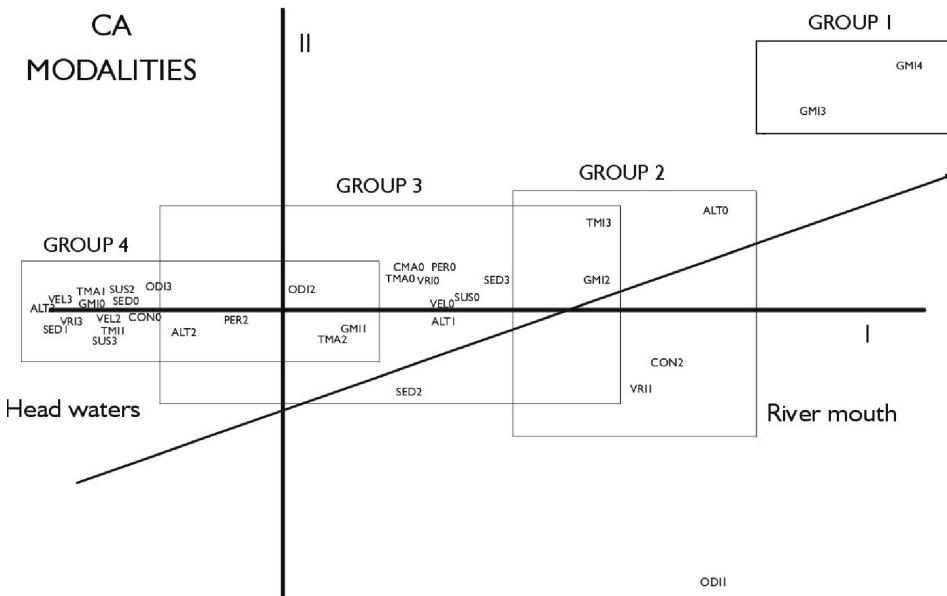 CA
MODALITIES
II
GROUP 1
GMI4
GMI3
GROUP 2
ALT0
TMI3
GMI2
GROUP 3
GROUP 4
CMA0 PER0
TMA0 VRI0
SED3
SUS0
VEL0
ALT1
ODI2
ODI3
TMA1 SUS2
VEL3 GMI0 SED0
ALT3
VRI3 VEL2 CON0
SED1 TMI1
SUS3
ALT2
PER2
GMI1
TMA2
I
SED2
CON2
VRI1
Head waters
River mouth
ODI1